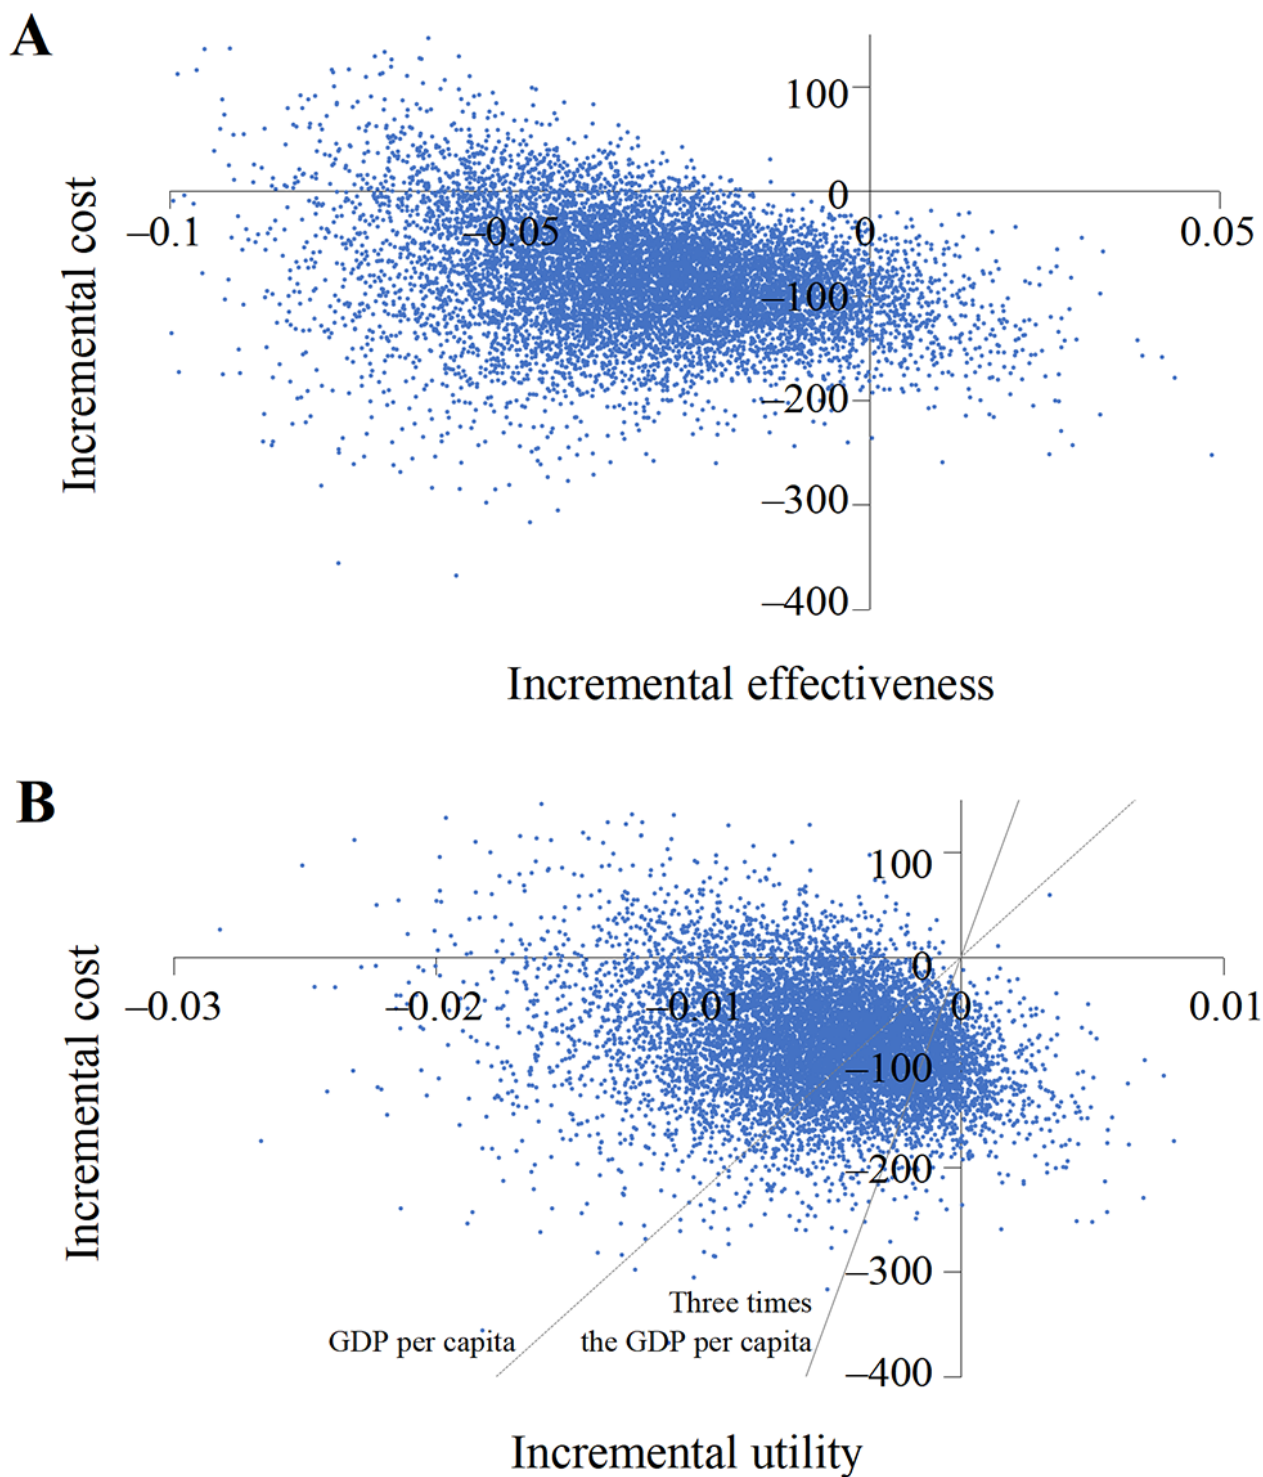 A
100
0
–0.1
–0.05
0
0.05
–100
–200
–300
–400
Incremental cost
Incremental effectiveness
B
100
0
–0.03
–0.02
–0.01
0
0.01
–100
–200
–300
Three times
GDP per capita
the GDP per capita
–400
Incremental cost
Incremental utility